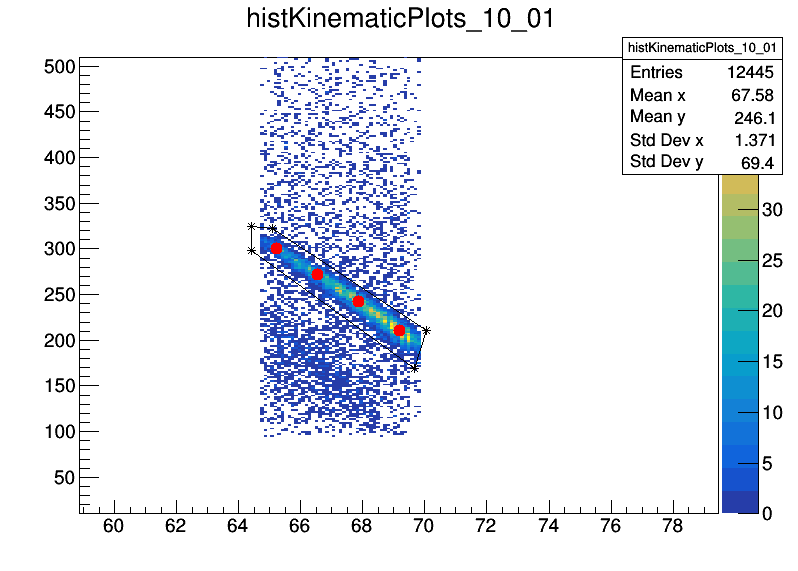 histKinematicPlots_10_01
histKinematicPlots_10_01
Entries 12445
Mean x 67.58
Mean y 246.1
Std Dev x 1.371
Std Dev y 69.4
500
450
400
350
300
250
200
150
100
50
60 62 64 66 68 70 72 74 76 78
30
25
20
15
10
5
0